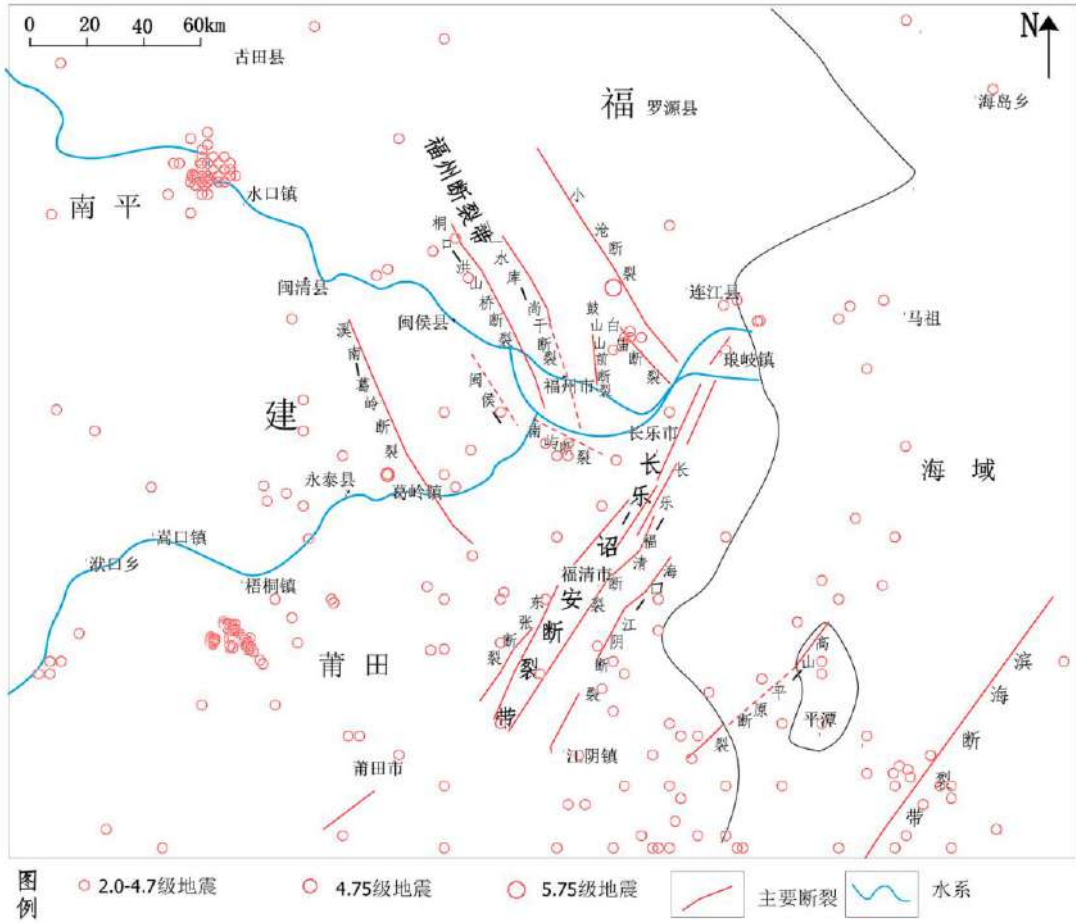 0 20 40 60km
N
古田县
福
罗源县
海岛乡
南平
水口镇
福州断裂带
桐口—洪山桥断裂
一水库—尚干断裂
小沧断裂
闽清县
闽侯县
连江县
马祖
鼓山山前断裂
白庙断裂
琅岐镇
福州市
溪南—葛岭断裂
闽侯—南屿断裂
建
长乐市
海域
永泰县
葛岭镇
长乐—诏安断裂带
长乐—福清断裂
嵩口镇
洑口乡
梧桐镇
福清市
海口—江阴断裂
东张断裂
莆田
高山—平原断裂
平潭
滨海断裂带
江阴镇
莆田市
图例
2.0-4.7级地震
4.75级地震
5.75级地震
主要断裂
水系